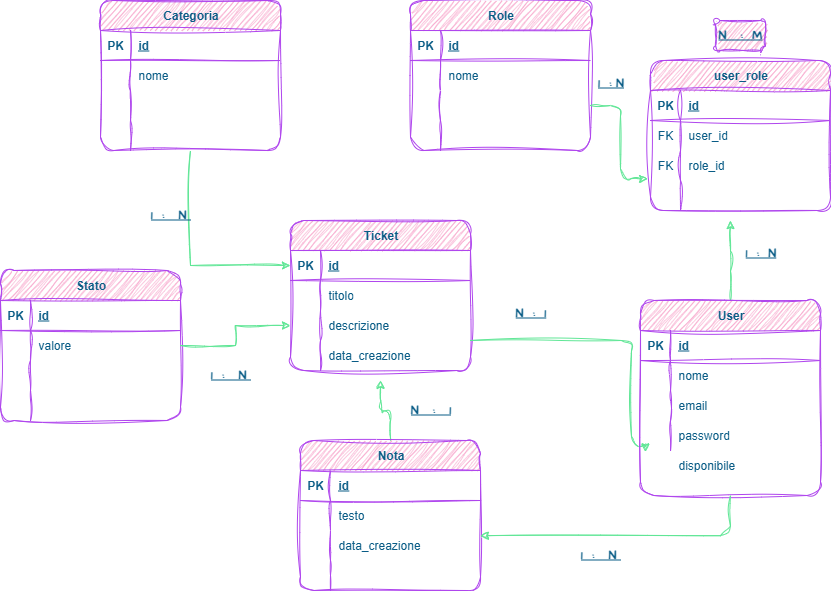 Categoria
PK id
nome
Role
PK id
nome
N : M
user_role
PK id
FK user_id
FK role_id
1 : N
1 : N
Ticket
PK id
titolo
descrizione
data_creazione
1 : N
Stato
PK id
valore
1 : N
N : 1
User
PK id
nome
email
password
disponibile
N : 1
Nota
PK id
testo
data_creazione
1 : N